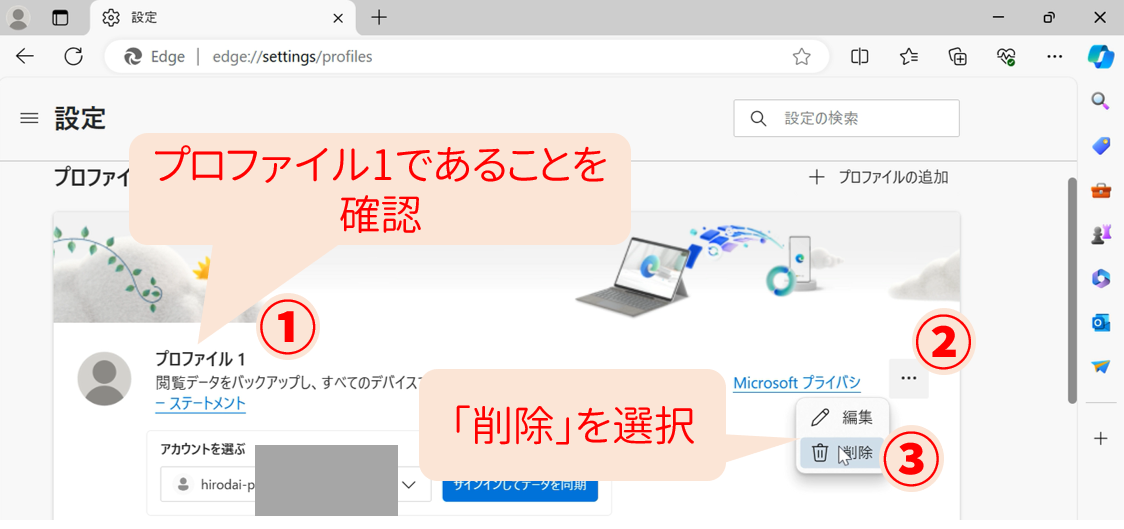 設定
Edge
edge://settings/profiles
設定
設定の検索
プロファイ
プロファイル1であることを
確認
プロファイルの追加
①
②
プロファイル 1
閲覧データをバックアップし、すべてのデバイス
Microsoft プライバシ
ー ステートメント
「削除」を選択
編集
削除
③
アカウントを選ぶ
hirodai-p
サインインしてデータを同期